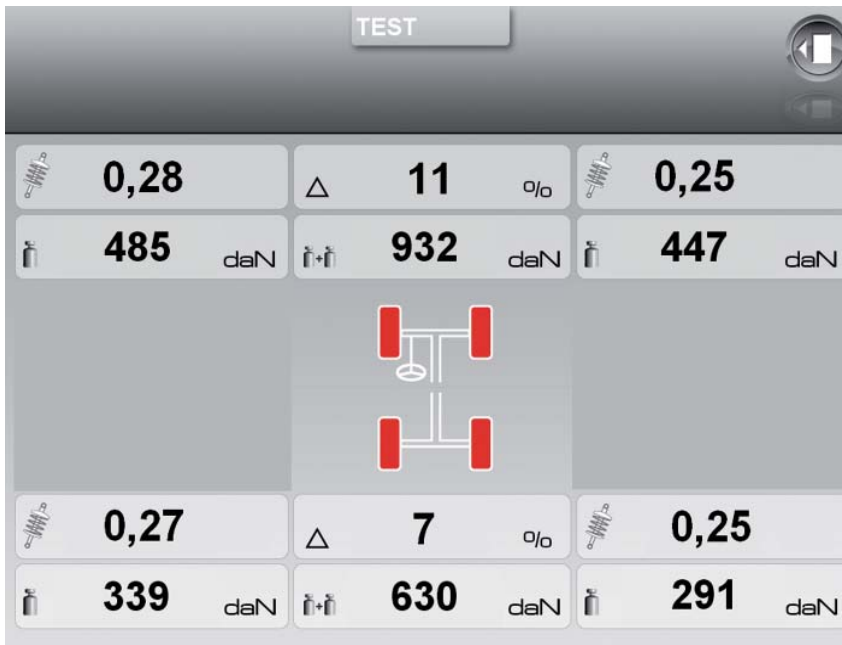 TEST
0,28 △ 11 % 0,25
485 daN 932 daN 447 daN
0,27 △ 7 % 0,25
339 daN 630 daN 291 daN